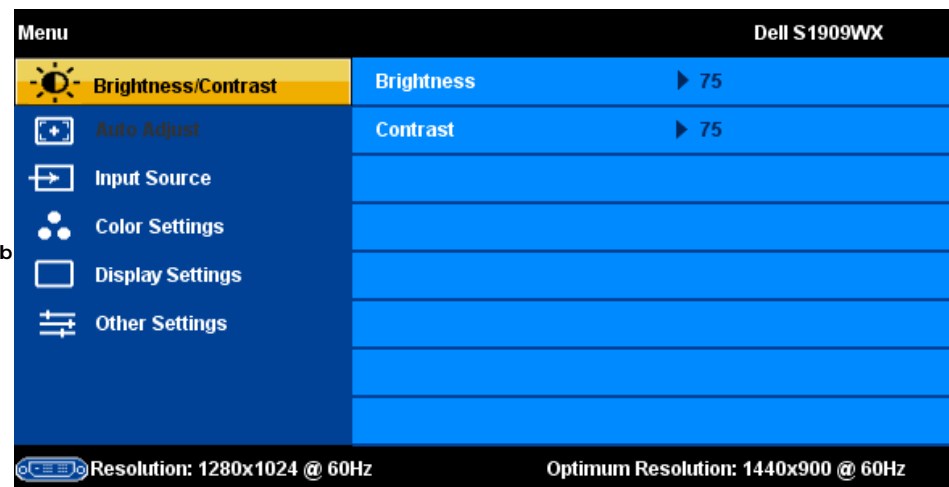 Menu Dell S1909WX
Brightness/Contrast Brightness 75
Auto Adjust Contrast 75
Input Source
Color Settings
b
Display Settings
Other Settings
Resolution: 1280x1024 @ 60Hz Optimum Resolution: 1440x900 @ 60Hz